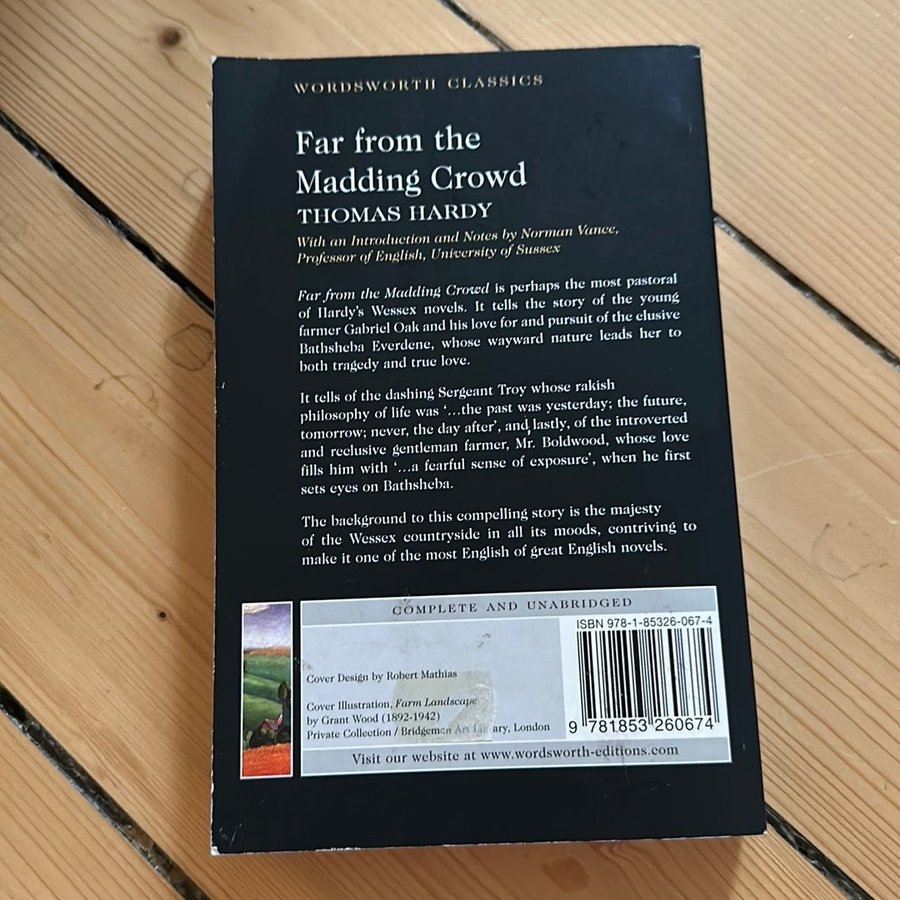 WORDSWORTH CLASSICS
Far from the
Madding Crowd
THOMAS HARDY
With an Introduction and Notes by Norman Vance,
Professor of English, University of Sussex
Far from the Madding Crowd is perhaps the most pastoral
of Hardy's Wessex novels. It tells the story of the young
farmer Gabriel Oak and his love for and pursuit of the elusive
Bathsheba Everdene, whose wayward nature leads her to
both tragedy and true love.
It tells of the dashing Sergeant Troy whose rakish
philosophy of life was '...the past was yesterday; the future,
tomorrow; never, the day after', and lastly, of the introverted
and reclusive gentleman farmer, Mr. Boldwood, whose love
fills him with '...a fearful sense of exposure', when he first
sets eyes on Bathsheba.
The background to this compelling story is the majesty
of the Wessex countryside in all its moods, contriving to
make it one of the most English of great English novels.
COMPLETE AND UNABRIDGED
ISBN 978-1-85326-067-4
Cover Design by Robert Mathias
Cover Illustration, Farm Landscape
by Grant Wood (1892-1942)
Private Collection / Bridgeman Art Library, London
9 781853 260674
Visit our website at www.wordsworth-editions.com